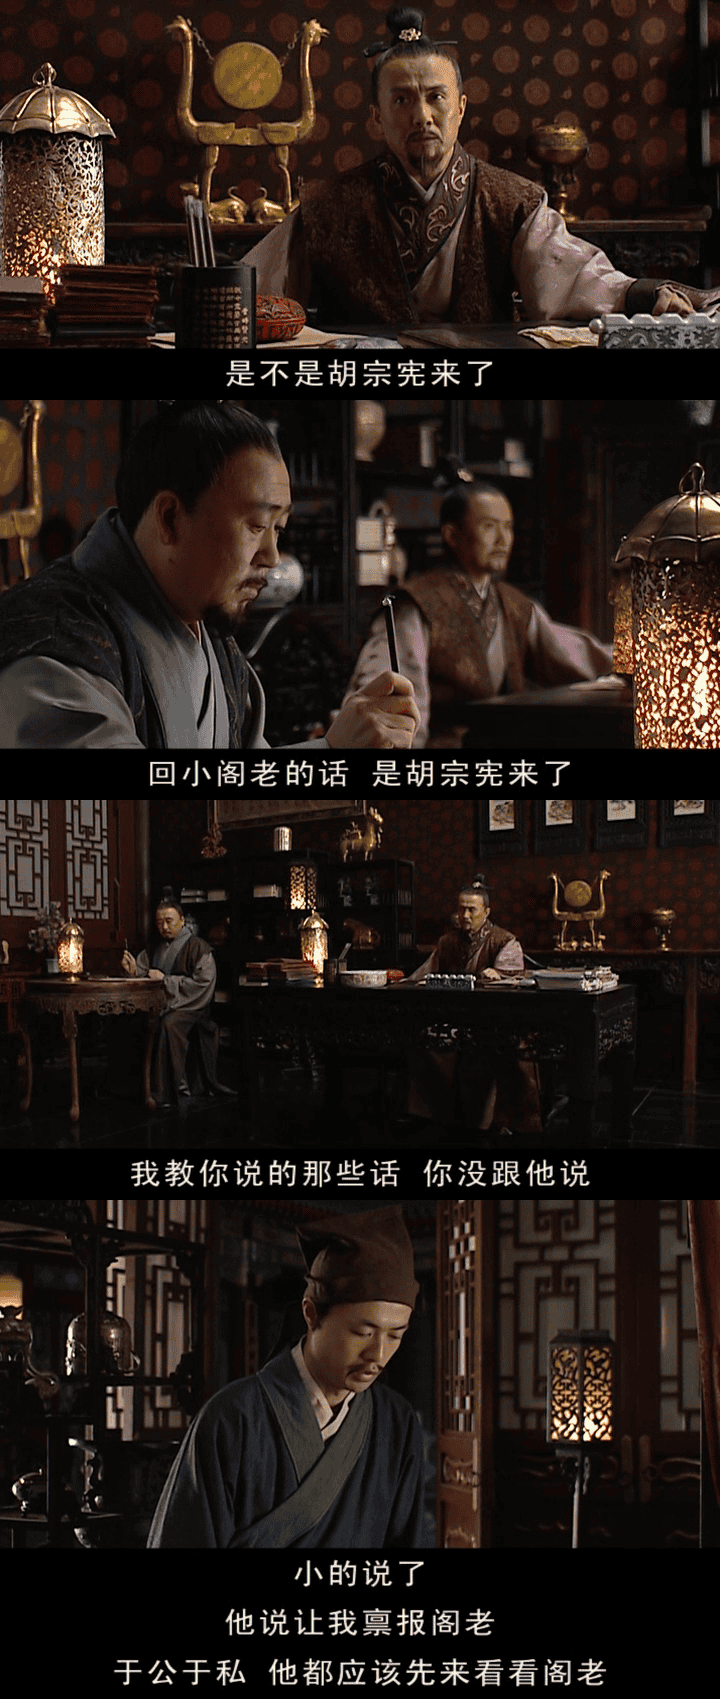 是不是胡宗宪来了
回小阁老的话 是胡宗宪来了
我教你说的那些话 你没跟他说
小的说了
他说让我禀报阁老
于公于私 他都应该先来看看阁老